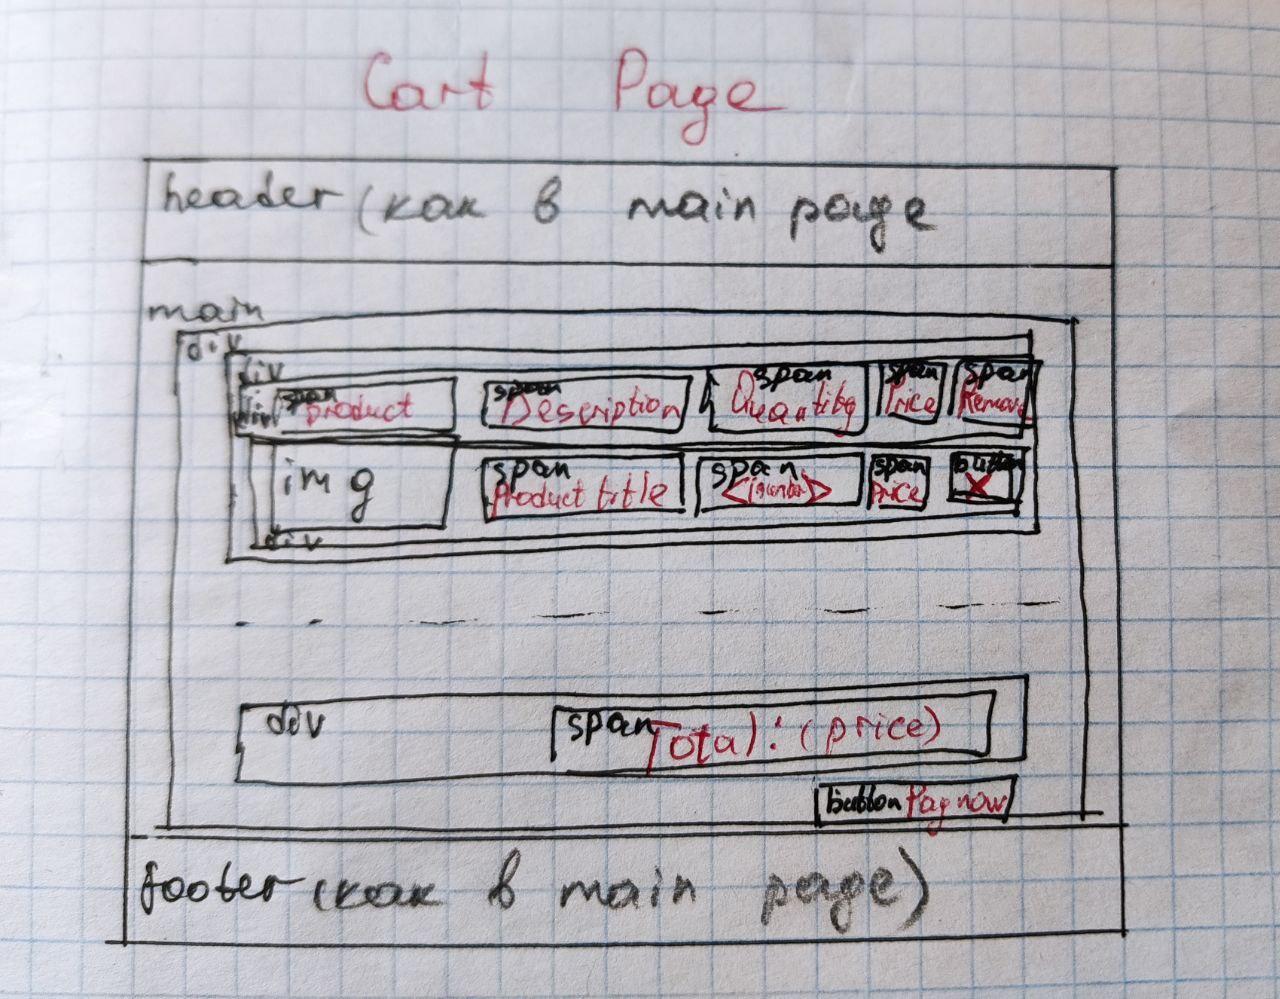 Cart Page
header (как в main page
main
div
div
div span product span Description span Quantity span Price span Remove
img span product title span <(number)> span price button X
div
div span Total: (price)
button Pay now
footer (как в main page)